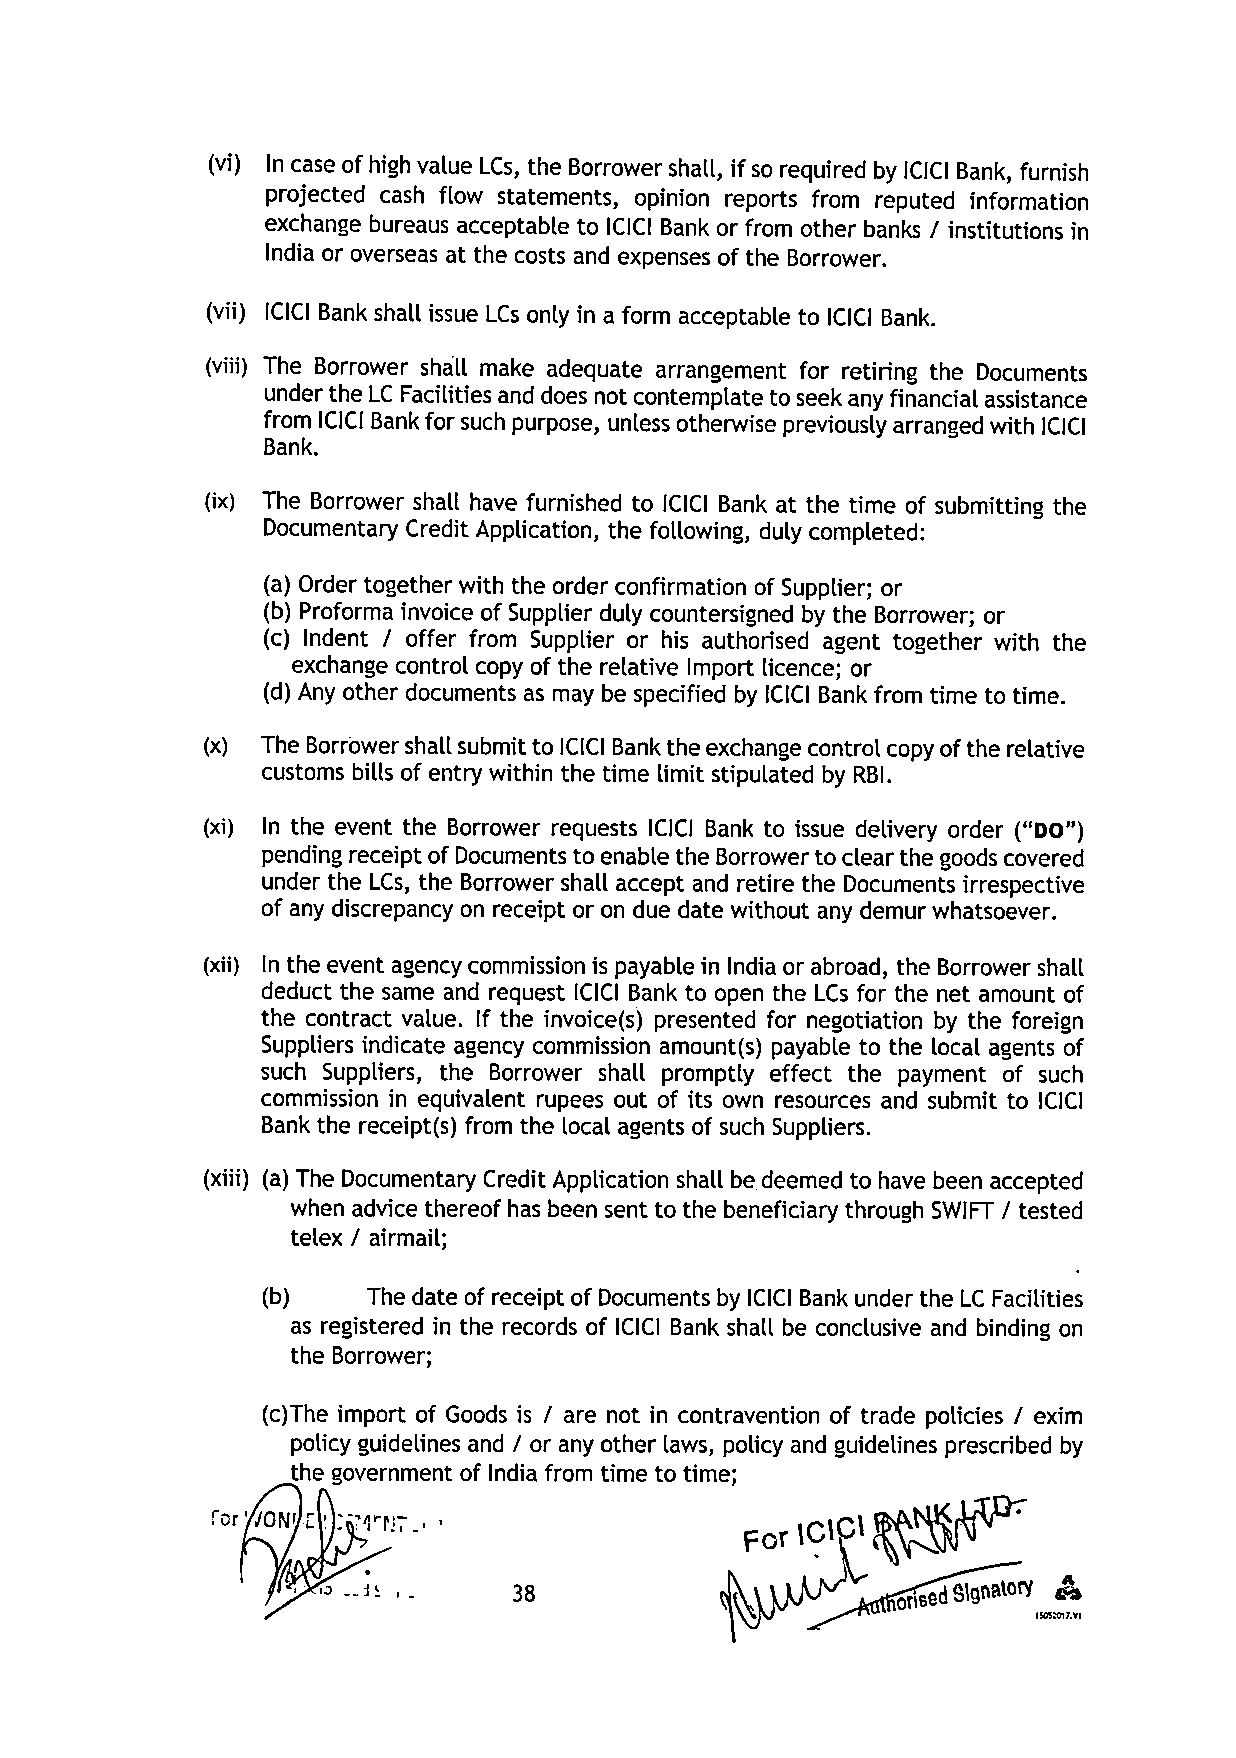 (vi) In case of high value LCs, the Borrower shall, if so required by ICICI Bank, furnish
projected cash flow statements, opinion reports from reputed information
exchange bureaus acceptable to ICICI Bank or from other banks / institutions in
India or overseas at the costs and expenses of the Borrower.
(vii) ICICI Bank shall issue LCs only in a form acceptable to ICICI Bank.
(viii) The Borrower shall make adequate arrangement for retiring the Documents
under the LC Facilities and does not contemplate to seek any financial assistance
from ICICI Bank for such purpose, unless otherwise previously arranged with ICICI
Bank.
(ix) The Borrower shall have furnished to ICICI Bank at the time of submitting the
Documentary Credit Application, the following, duly completed:
(a) Order together with the order confirmation of Supplier; or
(b) Proforma invoice of Supplier duly countersigned by the Borrower; or
(c) Indent / offer from Supplier or his authorised agent together with the
exchange control copy of the relative Import licence; or
(d) Any other documents as may be specified by ICICI Bank from time to time.
(x) The Borrower shall submit to ICICI Bank the exchange control copy of the relative
customs bills of entry within the time limit stipulated by RBI.
(xi) In the event the Borrower requests ICICI Bank to issue delivery order (“DO”)
pending receipt of Documents to enable the Borrower to clear the goods covered
under the LCs, the Borrower shall accept and retire the Documents irrespective
of any discrepancy on receipt or on due date without any demur whatsoever.
(xii) In the event agency commission is payable in India or abroad, the Borrower shall
deduct the same and request ICICI Bank to open the LCs for the net amount of
the contract value. If the invoice(s) presented for negotiation by the foreign
Suppliers indicate agency commission amount(s) payable to the local agents of
such Suppliers, the Borrower shall promptly effect the payment of such
commission in equivalent rupees out of its own resources and submit to ICICI
Bank the receipt(s) from the local agents of such Suppliers.
(xiii) (a) The Documentary Credit Application shall be deemed to have been accepted
when advice thereof has been sent to the beneficiary through SWIFT / tested
telex / airmail;
(b) The date of receipt of Documents by ICICI Bank under the LC Facilities
as registered in the records of ICICI Bank shall be conclusive and binding on
the Borrower;
(c)The import of Goods is / are not in contravention of trade policies / exim
policy guidelines and / or any other laws, policy and guidelines prescribed by
the government of India from time to time;
For
For ICICI BANK LTD.
38
Authorised Signatory
15052017.V1